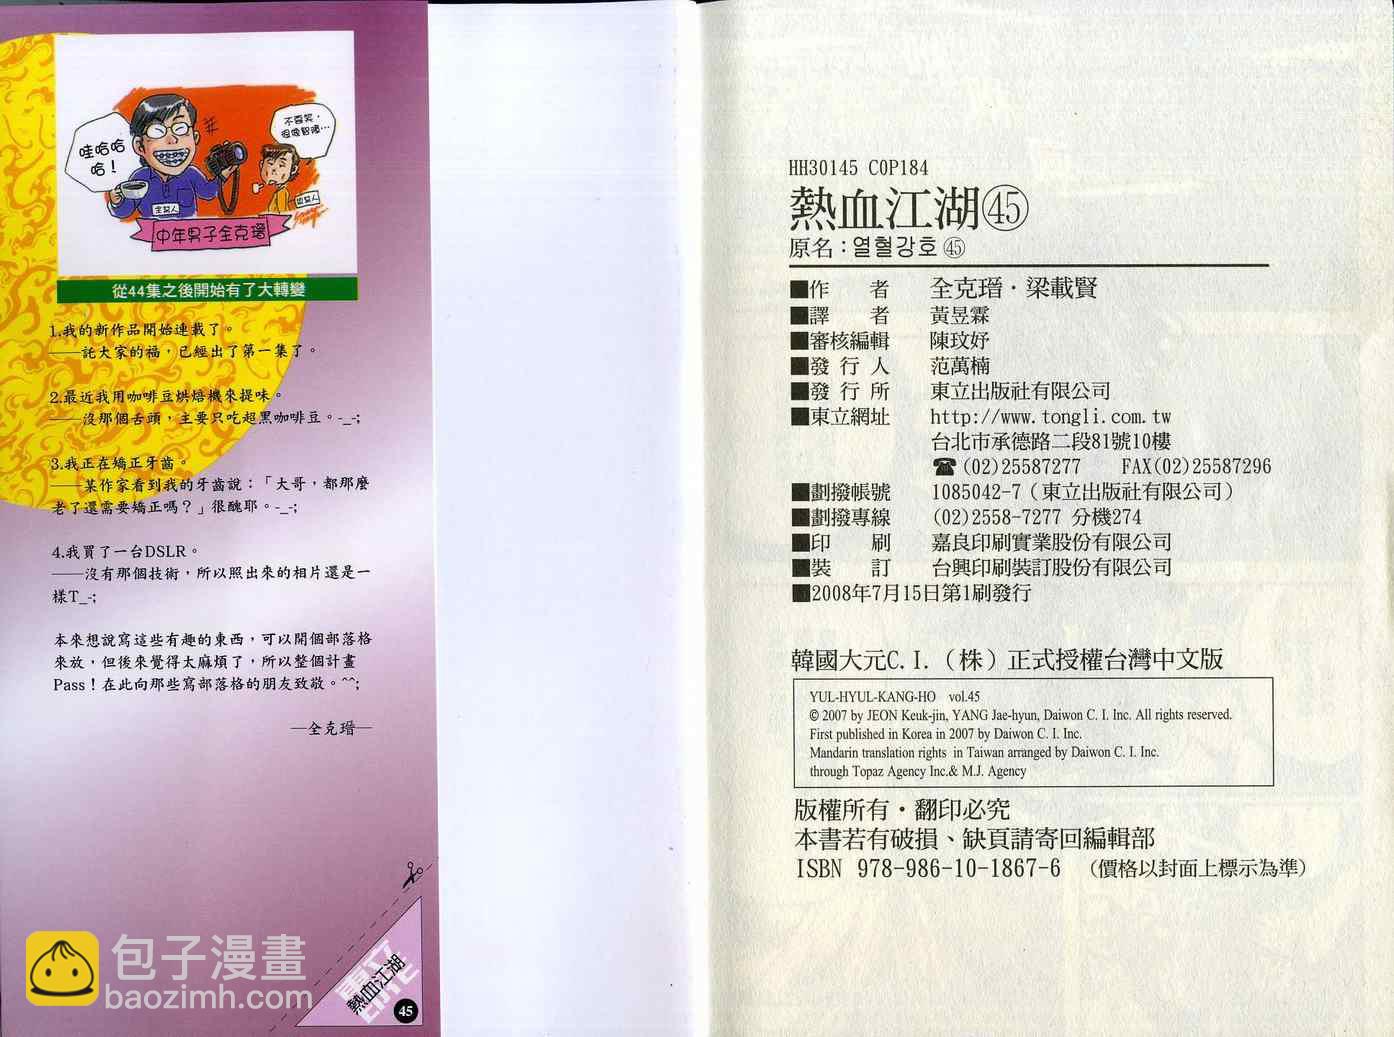 哇哈哈
哈！
不要笑，
很像智障…
主要人
出版人
中年男子全克瑨
從44集之後開始有了大轉變
1.我的新作品開始連載了。
——託大家的福，已經出了第一集了。
2.最近我用咖啡豆烘焙機來提味。
——沒那個舌頭，主要只吃超黑咖啡豆。-_-;
3.我正在矯正牙齒。
——某作家看到我的牙齒說：「大哥，都那麼
老了還需要矯正嗎？」很醜耶。-_-;
4.我買了一台DSLR。
——沒有那個技術，所以照出來的相片還是一
樣T_-;
本來想說寫這些有趣的東西，可以開個部落格
來放，但後來覺得太麻煩了，所以整個計畫
Pass！在此向那些寫部落格的朋友致敬。^^;
—全克瑨—
熱血江湖
45
包子漫畫
baozimh.com
HH30145 COP184
熱血江湖㊺
原名：열혈강호㊺
■作　者　全克瑨·梁載賢
■譯　者　黃昱霖
■審核編輯　陳玟妤
■發行人　范萬楠
■發行所　東立出版社有限公司
■東立網址　http://www.tongli.com.tw
台北市承德路二段81號10樓
☎(02)25587277　FAX(02)25587296
■劃撥帳號　1085042-7（東立出版社有限公司）
■劃撥專線　(02)2558-7277 分機274
■印　刷　嘉良印刷實業股份有限公司
■裝　訂　台興印刷裝訂股份有限公司
■2008年7月15日第1刷發行
韓國大元C.I.（株）正式授權台灣中文版
YUL-HYUL-KANG-HO vol.45
© 2007 by JEON Keuk-jin, YANG Jae-hyun, Daiwon C. I. Inc. All rights reserved.
First published in Korea in 2007 by Daiwon C. I. Inc.
Mandarin translation rights in Taiwan arranged by Daiwon C. I. Inc.
through Topaz Agency Inc.& M.J. Agency
版權所有·翻印必究
本書若有破損、缺頁請寄回編輯部
ISBN 978-986-10-1867-6 （價格以封面上標示為準）